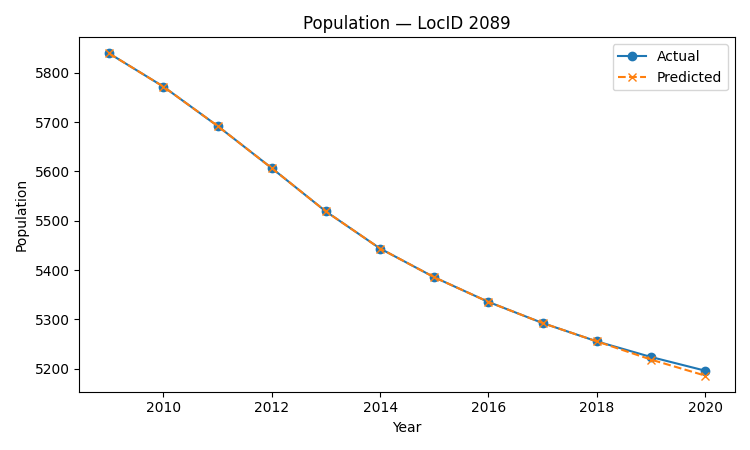 Population — LocID 2089
Actual
Predicted
Population
5800
5700
5600
5500
5400
5300
5200
2010
2012
2014
2016
2018
2020
Year